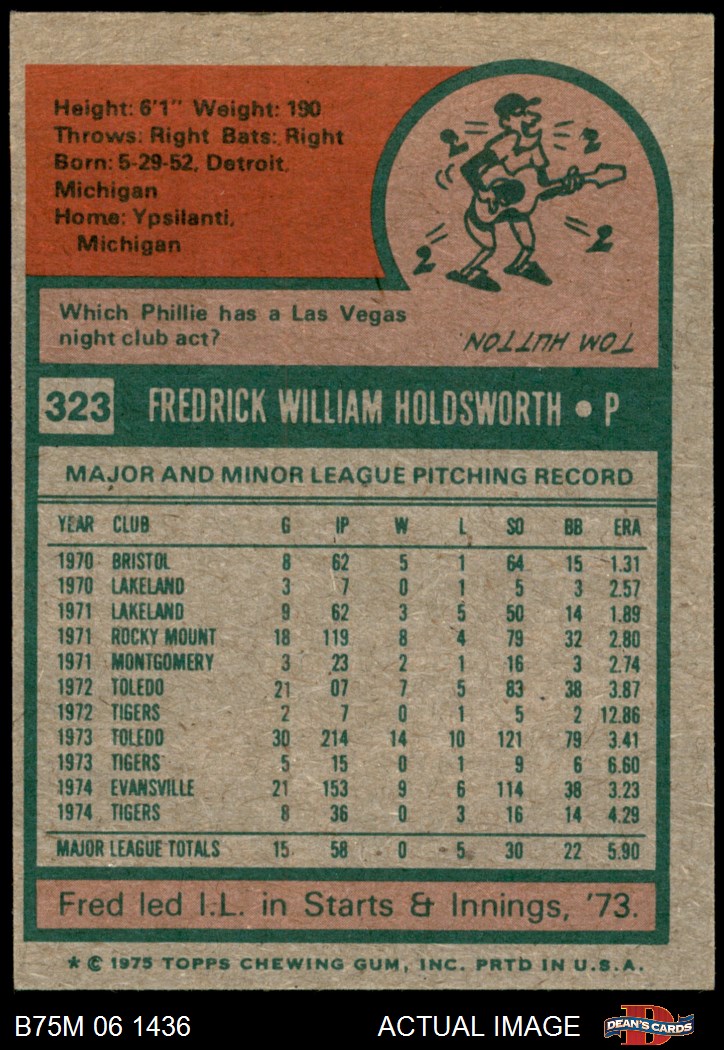 Height: 6'1" Weight: 190
Throws: Right Bats: Right
Born: 5-29-52, Detroit,
Michigan
Home: Ypsilanti,
Michigan
2 2
2 2
Which Phillie has a Las Vegas
night club act?
TOM HUTTON
323 FREDRICK WILLIAM HOLDSWORTH • P
MAJOR AND MINOR LEAGUE PITCHING RECORD
YEAR CLUB G IP W L SO BB ERA
1970 BRISTOL 8 62 5 1 64 15 1.31
1970 LAKELAND 3 7 0 1 5 3 2.57
1971 LAKELAND 9 62 3 5 50 14 1.89
1971 ROCKY MOUNT 18 119 8 4 79 32 2.80
1971 MONTGOMERY 3 23 2 1 16 3 2.74
1972 TOLEDO 21 07 7 5 83 38 3.87
1972 TIGERS 2 7 0 1 5 2 12.86
1973 TOLEDO 30 214 14 10 121 79 3.41
1973 TIGERS 5 15 0 1 9 6 6.60
1974 EVANSVILLE 21 153 9 6 114 38 3.23
1974 TIGERS 8 36 0 3 16 14 4.29
MAJOR LEAGUE TOTALS 15 58 0 5 30 22 5.90
Fred led I.L. in Starts & Innings, '73.
* © 1975 TOPPS CHEWING GUM, INC. PRTD IN U.S.A.
B75M 06 1436 ACTUAL IMAGE D DEAN'S CARDS